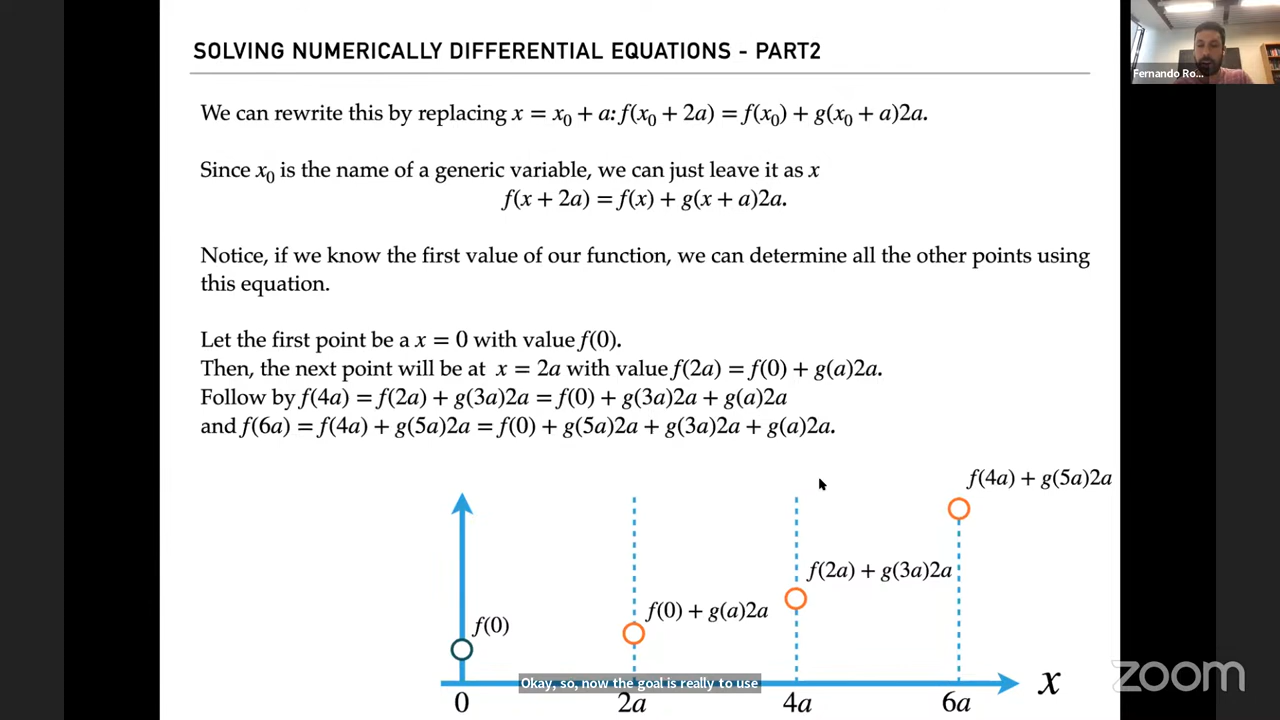 SOLVING NUMERICALLY DIFFERENTIAL EQUATIONS - PART2
Fernando Ro...
We can rewrite this by replacing x = x₀ + a: f(x₀ + 2a) = f(x₀) + g(x₀ + a)2a.
Since x₀ is the name of a generic variable, we can just leave it as x
f(x + 2a) = f(x) + g(x + a)2a.
Notice, if we know the first value of our function, we can determine all the other points using
this equation.
Let the first point be a x = 0 with value f(0).
Then, the next point will be at x = 2a with value f(2a) = f(0) + g(a)2a.
Follow by f(4a) = f(2a) + g(3a)2a = f(0) + g(3a)2a + g(a)2a
and f(6a) = f(4a) + g(5a)2a = f(0) + g(5a)2a + g(3a)2a + g(a)2a.
f(4a) + g(5a)2a
f(2a) + g(3a)2a
f(0) + g(a)2a
f(0)
Okay, so, now the goal is really to use
x
0
2a
4a
6a
zoom